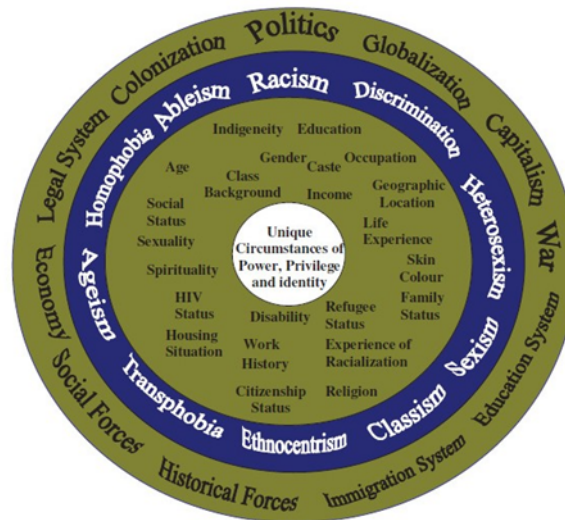 Politics
Globalization
Capitalism
War
Education System
Immigration System
Historical Forces
Social Forces
Economy
Legal System
Colonization
Racism
Discrimination
Heterosexism
Sexism
Classism
Ethnocentrism
Transphobia
Ageism
Homophobia
Ableism
Indigeneity
Education
Age
Gender
Caste
Occupation
Class
Background
Income
Geographic
Location
Social
Status
Life
Experience
Sexuality
Skin
Colour
Spirituality
HIV
Status
Family
Status
Disability
Refugee
Status
Housing
Situation
Work
History
Experience of
Racialization
Citizenship
Status
Religion
Unique
Circumstances of
Power, Privilege
and identity